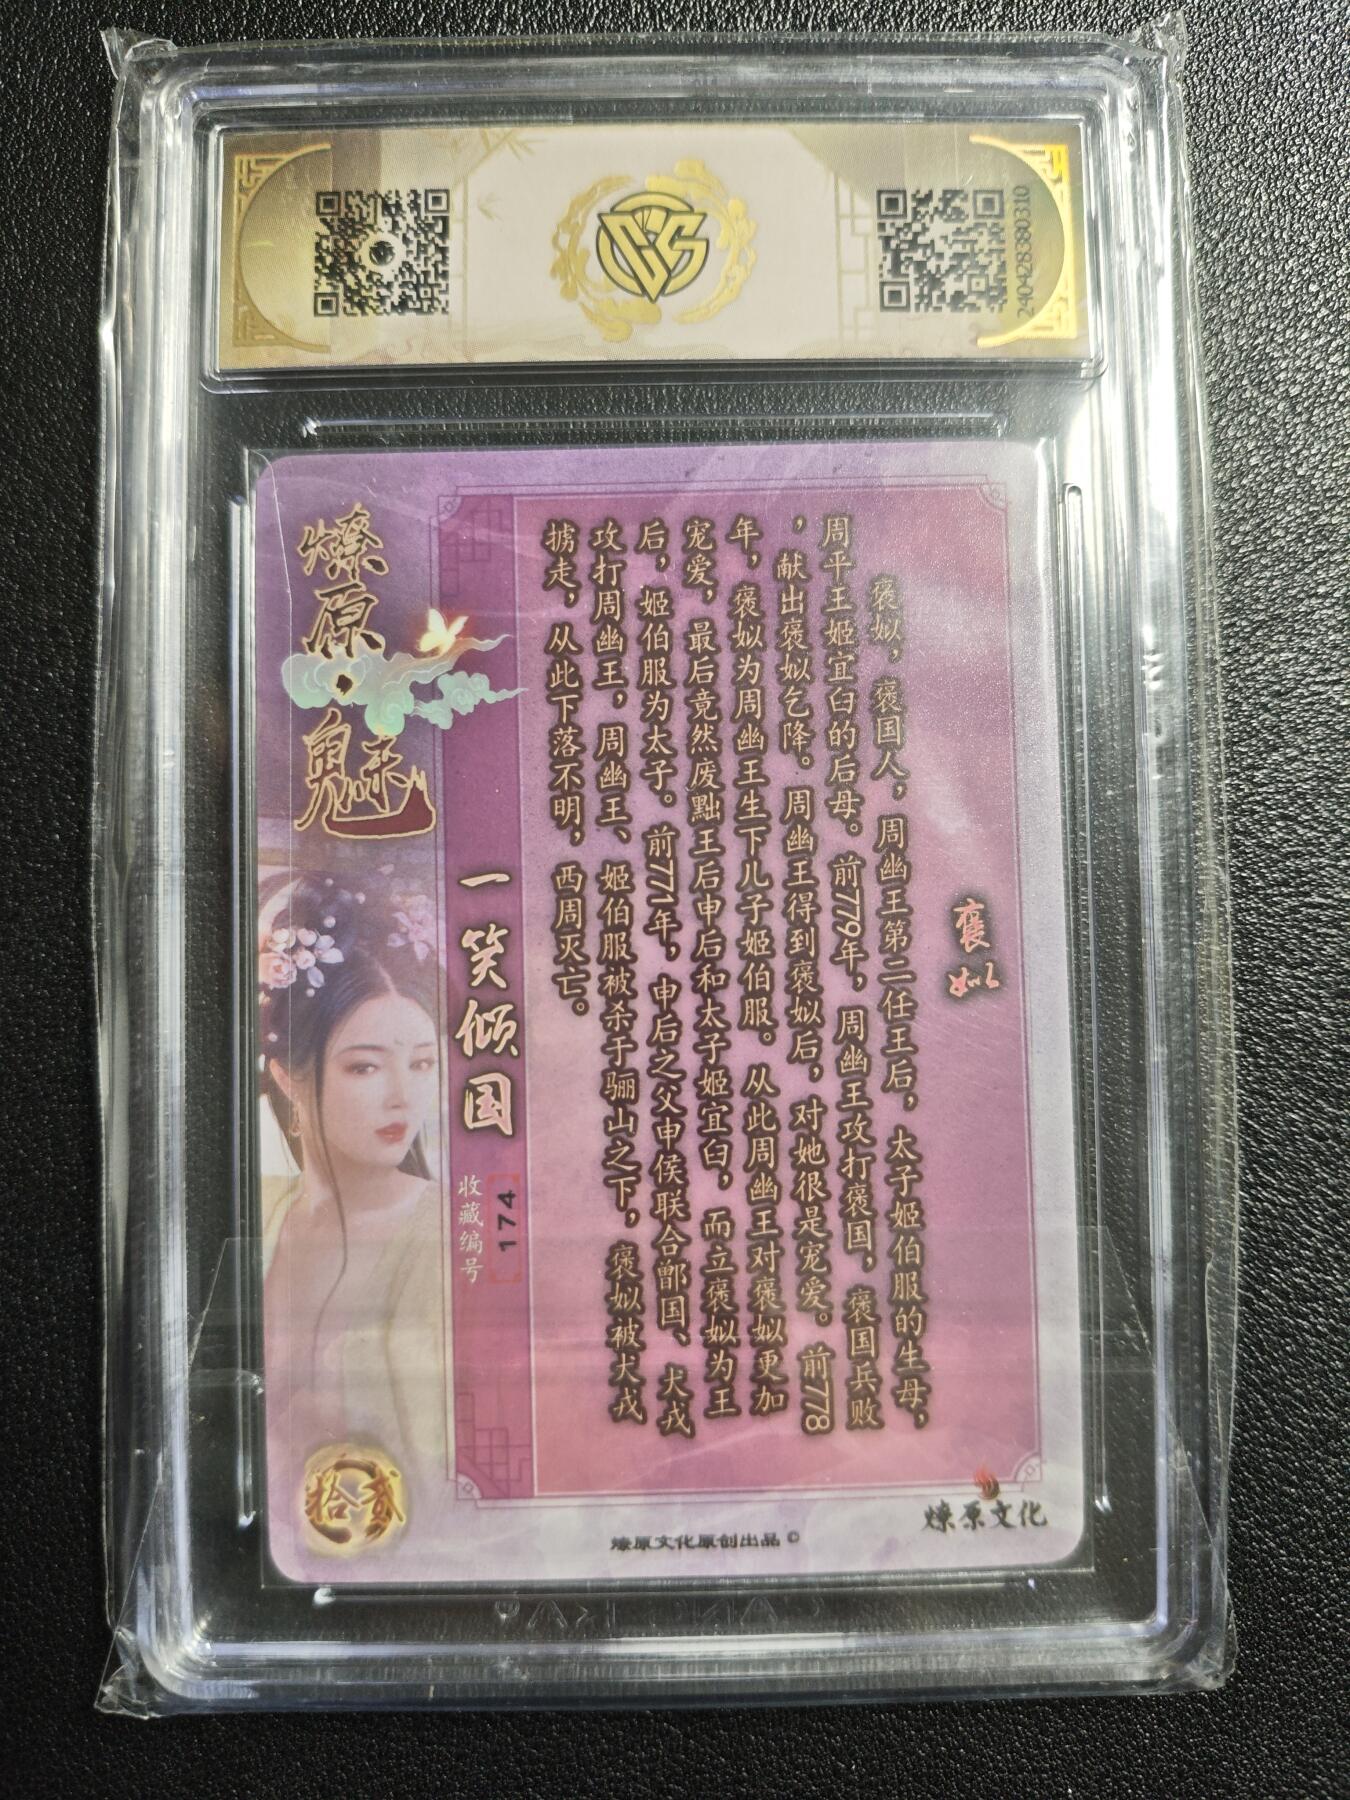 CCGS
240428380310
燎原·魅
一笑倾国
收藏编号
174
褒姒
褒姒，褒国人，周幽王第二任王后，太子姬伯服的生母，
周平王姬宜臼的后母。前779年，周幽王攻打褒国，褒国兵败
，献出褒姒乞降。周幽王得到褒姒后，对她很是宠爱。前778
年，褒姒为周幽王生下儿子姬伯服。从此周幽王对褒姒更加
宠爱，最后竟然废黜王后申后和太子姬宜臼，而立褒姒为王
后，姬伯服为太子。前771年，申后之父申侯联合鄫国、犬戎
攻打周幽王，周幽王、姬伯服被杀于骊山之下，褒姒被犬戎
掳走，从此下落不明，西周灭亡。
拾贰
燎原文化原创出品©
燎原文化